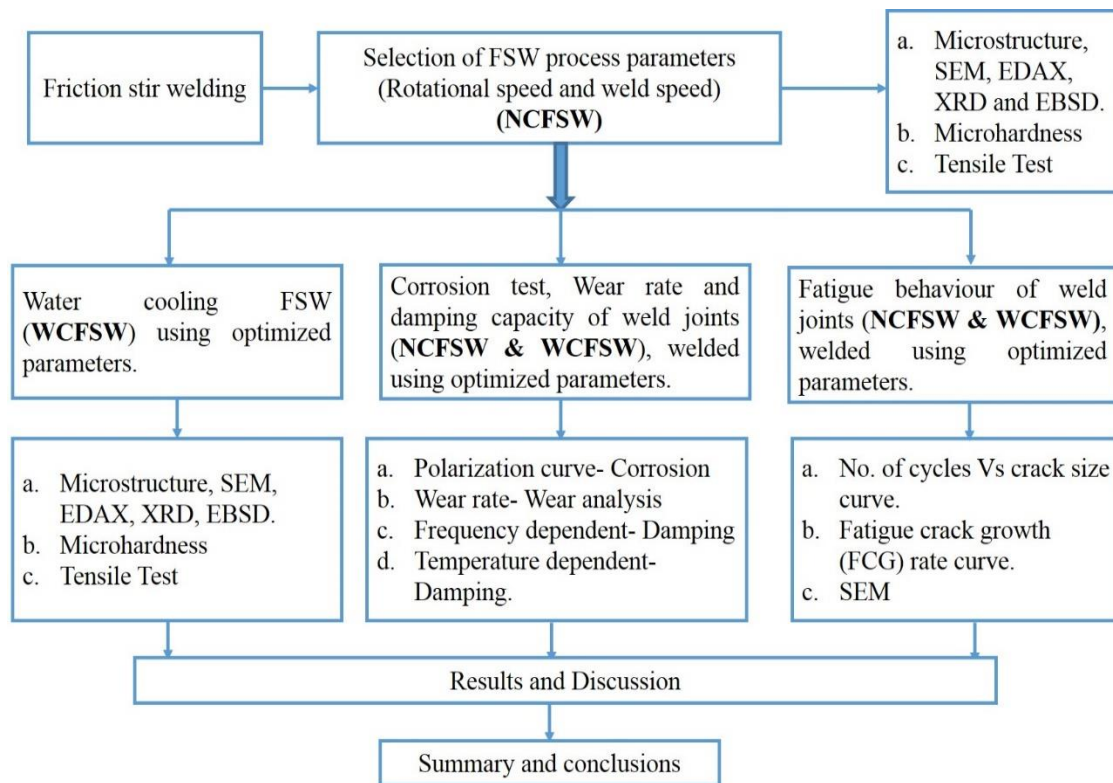 Friction stir welding
Selection of FSW process parameters
(Rotational speed and weld speed)
(NCFSW)
a. Microstructure,
SEM, EDAX,
XRD and EBSD.
b. Microhardness
c. Tensile Test
Water cooling FSW
(WCFSW) using optimized
parameters.
Corrosion test, Wear rate and
damping capacity of weld joints
(NCFSW & WCFSW), welded
using optimized parameters.
Fatigue behaviour of weld
joints (NCFSW & WCFSW),
welded using optimized
parameters.
a. Microstructure, SEM,
EDAX, XRD, EBSD.
b. Microhardness
c. Tensile Test
a. Polarization curve- Corrosion
b. Wear rate- Wear analysis
c. Frequency dependent- Damping
d. Temperature dependent-
Damping.
a. No. of cycles Vs crack size
curve.
b. Fatigue crack growth
(FCG) rate curve.
c. SEM
Results and Discussion
Summary and conclusions